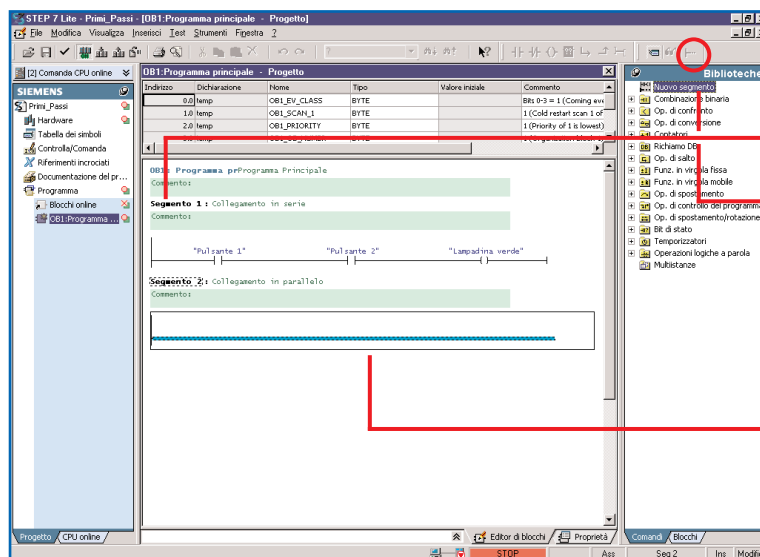 STEP 7 Lite - Primi_Passi - [OB1:Programma principale - Progetto]
File Modifica Visualizza Inserisci Test Strumenti Finestra ?
[2] Comanda CPU online
SIEMENS
Primi_Passi
Hardware
Tabella dei simboli
Controlla/Comanda
Riferimenti incrociati
Documentazione del pr...
Programma
Blocchi online
OB1:Programma ...
Progetto CPU online
OB1:Programma principale - Progetto
Indirizzo Dichiarazione Nome Tipo Valore iniziale Commento
0.0 temp OB1_EV_CLASS BYTE Bits 0-3 = 1 (Coming eve
1.0 temp OB1_SCAN_1 BYTE 1 (Cold restart scan 1 of
2.0 temp OB1_PRIORITY BYTE 1 (Priority of 1 is lowest)
OB1: Programma prProgramma Principale
Commento:
Segmento 1 : Collegamento in serie
Commento:
"Pulsante 1" "Pulsante 2" "Lampadina verde"
Segmento 2 : Collegamento in parallelo
Commento:
Editor di blocchi Proprietà
Biblioteche
Nuovo segmento
Combinazione binaria
Op. di confronto
Op. di conversione
Contatori
Richiamo DB
Op. di salto
Funz. in virgola fissa
Funz. in virgola mobile
Op. di spostamento
Op. di controllo del programma
Op. di spostamento/rotazione
Bit di stato
Temporizzatori
Operazioni logiche a parola
Multistanze
Comandi Blocchi
STOP Ass Seg 2 Ins Modific